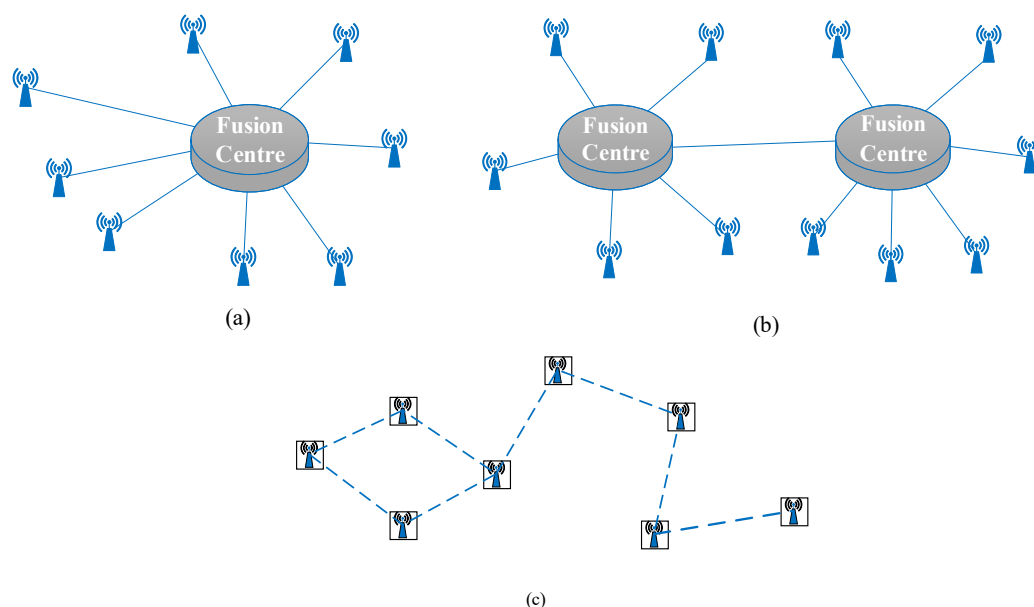 Fusion
Centre
Fusion
Centre
Fusion
Centre
(a)
(b)
(c)